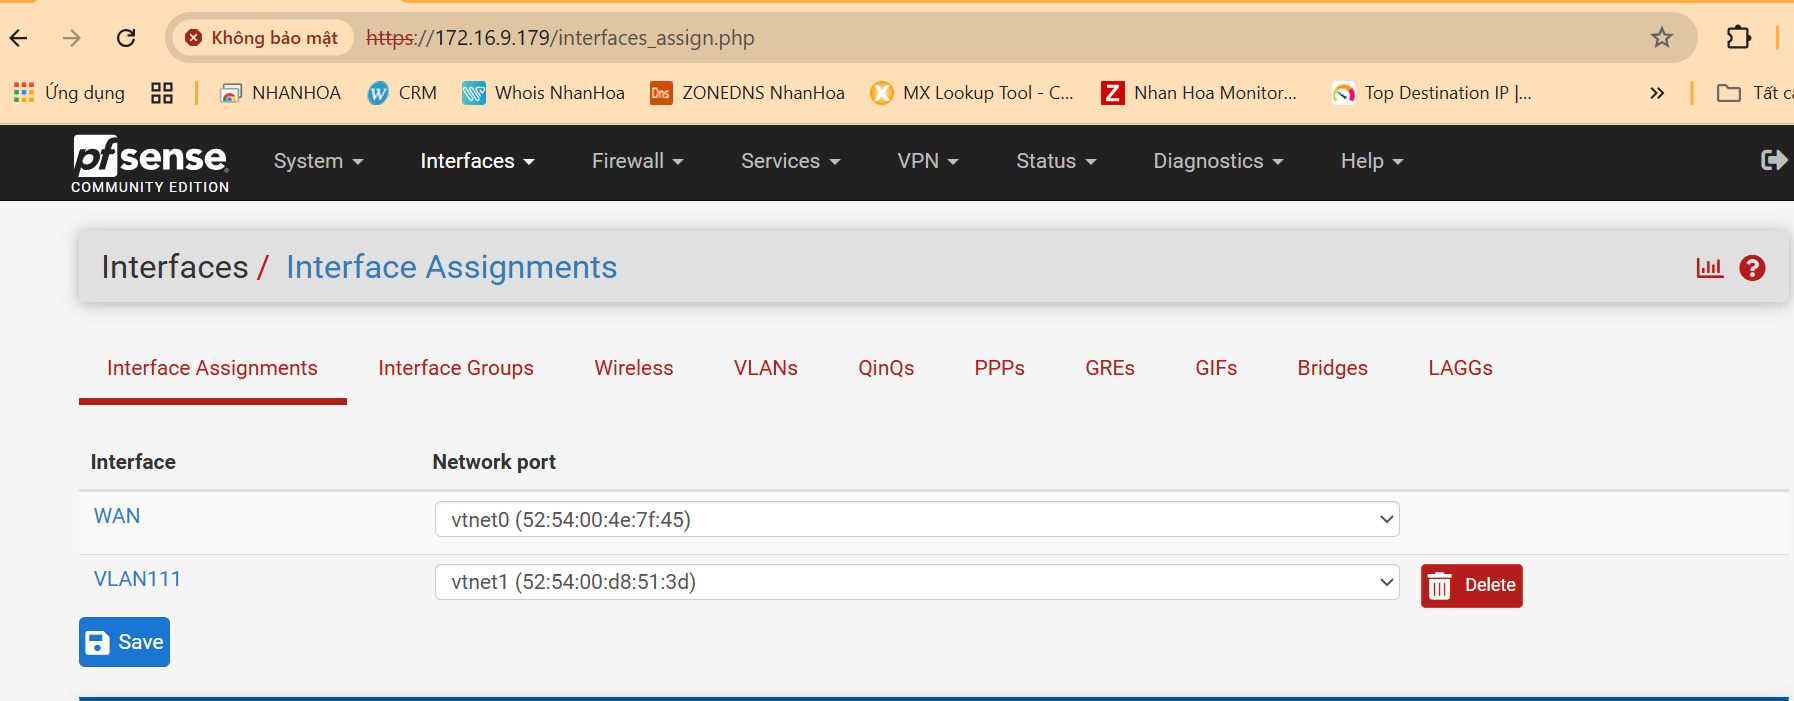 Không bảo mật https://172.16.9.179/interfaces_assign.php
Ứng dụng NHANHOA CRM Whois NhanHoa Dns ZONEDNS NhanHoa MX Lookup Tool - C... Z Nhan Hoa Monitor... Top Destination IP |... » Tất cả
pfsense System Interfaces Firewall Services VPN Status Diagnostics Help
COMMUNITY EDITION
Interfaces / Interface Assignments
Interface Assignments Interface Groups Wireless VLANs QinQs PPPs GREs GIFs Bridges LAGGs
Interface Network port
WAN vtnet0 (52:54:00:4e:7f:45)
VLAN111 vtnet1 (52:54:00:d8:51:3d) Delete
Save